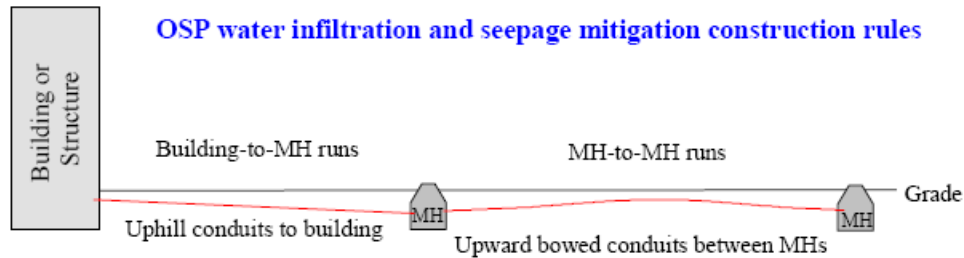 OSP water infiltration and seepage mitigation construction rules
Building or
Structure
Building-to-MH runs
MH-to-MH runs
Grade
MH
MH
Uphill conduits to building
Upward bowed conduits between MHs